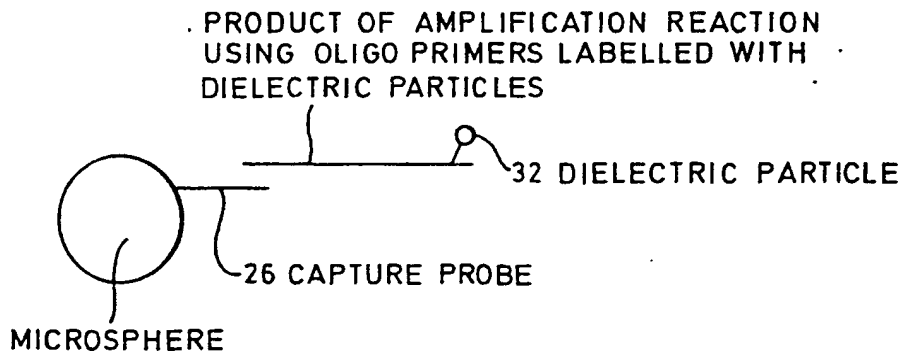 PRODUCT OF AMPLIFICATION REACTION
USING OLIGO PRIMERS LABELLED WITH
DIELECTRIC PARTICLES
32 DIELECTRIC PARTICLE
26 CAPTURE PROBE
MICROSPHERE